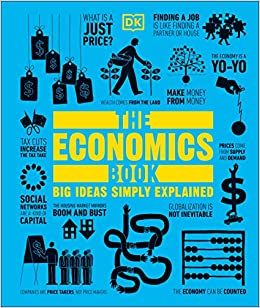 WHAT IS A
JUST
PRICE?
DK
FINDING A JOB
IS LIKE FINDING A
PARTNER OR HOUSE
THE ECONOMY IS A
YO-YO
WEALTH COMES FROM THE LAND
MAKE MONEY
FROM MONEY
TAX CUTS
INCREASE
THE TAX TAKE
PRICES
COME FROM
SUPPLY
AND DEMAND
THE
ECONOMICS
BOOK
BIG IDEAS SIMPLY EXPLAINED
SOCIAL
NETWORKS
ARE A KIND OF
CAPITAL
THE HOUSING MARKET MIRRORS
BOOM AND BUST
GLOBALIZATION IS
NOT INEVITABLE
COMPANIES ARE PRICE TAKERS, NOT PRICE MAKERS
THE ECONOMY CAN BE COUNTED